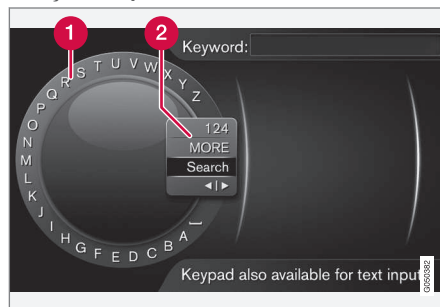 1
2
Keyword:
A B C D E F G H I J K L M N O P Q R S T U V W X Y Z
124
MORE
Search
Keypad also available for text input
G050382